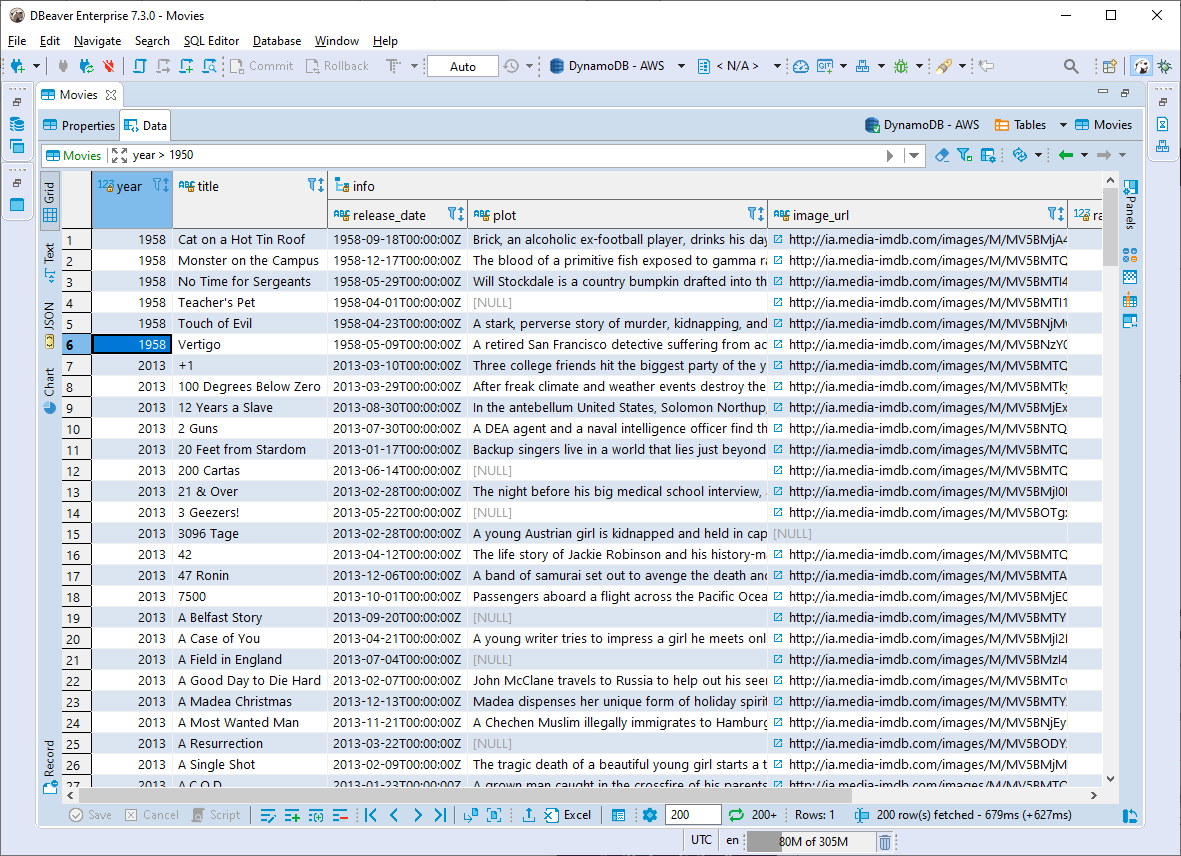 DBeaver Enterprise 7.3.0 - Movies
File Edit Navigate Search SQL Editor Database Window Help
Commit Rollback Auto DynamoDB - AWS < N/A >
Movies
Properties Data DynamoDB - AWS Tables Movies
Movies year > 1950
Grid
Text
JSON
Chart
Record
Panels
123 year ABC title info
ABC release_date ABC plot ABC image_url 123 ra
1 1958 Cat on a Hot Tin Roof 1958-09-18T00:00:00Z Brick, an alcoholic ex-football player, drinks his day http://ia.media-imdb.com/images/M/MV5BMjA4
2 1958 Monster on the Campus 1958-12-17T00:00:00Z The blood of a primitive fish exposed to gamma ra http://ia.media-imdb.com/images/M/MV5BMTQ
3 1958 No Time for Sergeants 1958-05-29T00:00:00Z Will Stockdale is a country bumpkin drafted into th http://ia.media-imdb.com/images/M/MV5BMTI4
4 1958 Teacher's Pet 1958-04-01T00:00:00Z [NULL] http://ia.media-imdb.com/images/M/MV5BMTI1
5 1958 Touch of Evil 1958-04-23T00:00:00Z A stark, perverse story of murder, kidnapping, and http://ia.media-imdb.com/images/M/MV5BNjM
6 1958 Vertigo 1958-05-09T00:00:00Z A retired San Francisco detective suffering from ac http://ia.media-imdb.com/images/M/MV5BNzY0
7 2013 +1 2013-03-10T00:00:00Z Three college friends hit the biggest party of the y http://ia.media-imdb.com/images/M/MV5BMTQ
8 2013 100 Degrees Below Zero 2013-03-29T00:00:00Z After freak climate and weather events destroy the http://ia.media-imdb.com/images/M/MV5BMTky
9 2013 12 Years a Slave 2013-08-30T00:00:00Z In the antebellum United States, Solomon Northup, http://ia.media-imdb.com/images/M/MV5BMjEx
10 2013 2 Guns 2013-07-30T00:00:00Z A DEA agent and a naval intelligence officer find th http://ia.media-imdb.com/images/M/MV5BNTQ
11 2013 20 Feet from Stardom 2013-01-17T00:00:00Z Backup singers live in a world that lies just beyond http://ia.media-imdb.com/images/M/MV5BMTQ
12 2013 200 Cartas 2013-06-14T00:00:00Z [NULL] http://ia.media-imdb.com/images/M/MV5BMTQ
13 2013 21 & Over 2013-02-28T00:00:00Z The night before his big medical school interview, http://ia.media-imdb.com/images/M/MV5BMjI0
14 2013 3 Geezers! 2013-05-22T00:00:00Z [NULL] http://ia.media-imdb.com/images/M/MV5BOTg
15 2013 3096 Tage 2013-02-28T00:00:00Z A young Austrian girl is kidnapped and held in cap [NULL]
16 2013 42 2013-04-12T00:00:00Z The life story of Jackie Robinson and his history-m http://ia.media-imdb.com/images/M/MV5BMTQ
17 2013 47 Ronin 2013-12-06T00:00:00Z A band of samurai set out to avenge the death and http://ia.media-imdb.com/images/M/MV5BMTA
18 2013 7500 2013-10-01T00:00:00Z Passengers aboard a flight across the Pacific Ocea http://ia.media-imdb.com/images/M/MV5BMjE0
19 2013 A Belfast Story 2013-09-20T00:00:00Z [NULL] http://ia.media-imdb.com/images/M/MV5BMTY
20 2013 A Case of You 2013-04-21T00:00:00Z A young writer tries to impress a girl he meets onl http://ia.media-imdb.com/images/M/MV5BMjI2
21 2013 A Field in England 2013-07-04T00:00:00Z [NULL] http://ia.media-imdb.com/images/M/MV5BMzI4
22 2013 A Good Day to Die Hard 2013-02-07T00:00:00Z John McClane travels to Russia to help out his seer http://ia.media-imdb.com/images/M/MV5BMTc
23 2013 A Madea Christmas 2013-12-13T00:00:00Z Madea dispenses her unique form of holiday spirit http://ia.media-imdb.com/images/M/MV5BMTY
24 2013 A Most Wanted Man 2013-11-21T00:00:00Z A Chechen Muslim illegally immigrates to Hamburg http://ia.media-imdb.com/images/M/MV5BNjEy
25 2013 A Resurrection 2013-03-22T00:00:00Z [NULL] http://ia.media-imdb.com/images/M/MV5BODY
26 2013 A Single Shot 2013-02-09T00:00:00Z The tragic death of a beautiful young girl starts a t http://ia.media-imdb.com/images/M/MV5BMjM
27 2013 A.C.O.D. 2013-01-23T00:00:00Z A grown man caught in the crossfire of his parents http://ia.media-imdb.com/images/M/MV5BMTQ
Save Cancel Script Excel 200 200+ Rows: 1 200 row(s) fetched - 679ms (+627ms)
UTC en 80M of 305M